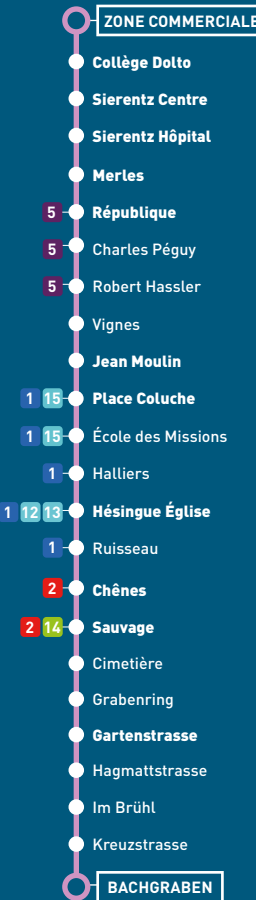 ZONE COMMERCIALE
Collège Dolto
Sierentz Centre
Sierentz Hôpital
Merles
5 République
5 Charles Péguy
5 Robert Hassler
Vignes
Jean Moulin
1 15 Place Coluche
1 15 École des Missions
1 Halliers
1 12 13 Hésingue Église
1 Ruisseau
2 Chênes
2 14 Sauvage
Cimetière
Grabenring
Gartenstrasse
Hagmattstrasse
Im Brühl
Kreuzstrasse
BACHGRABEN